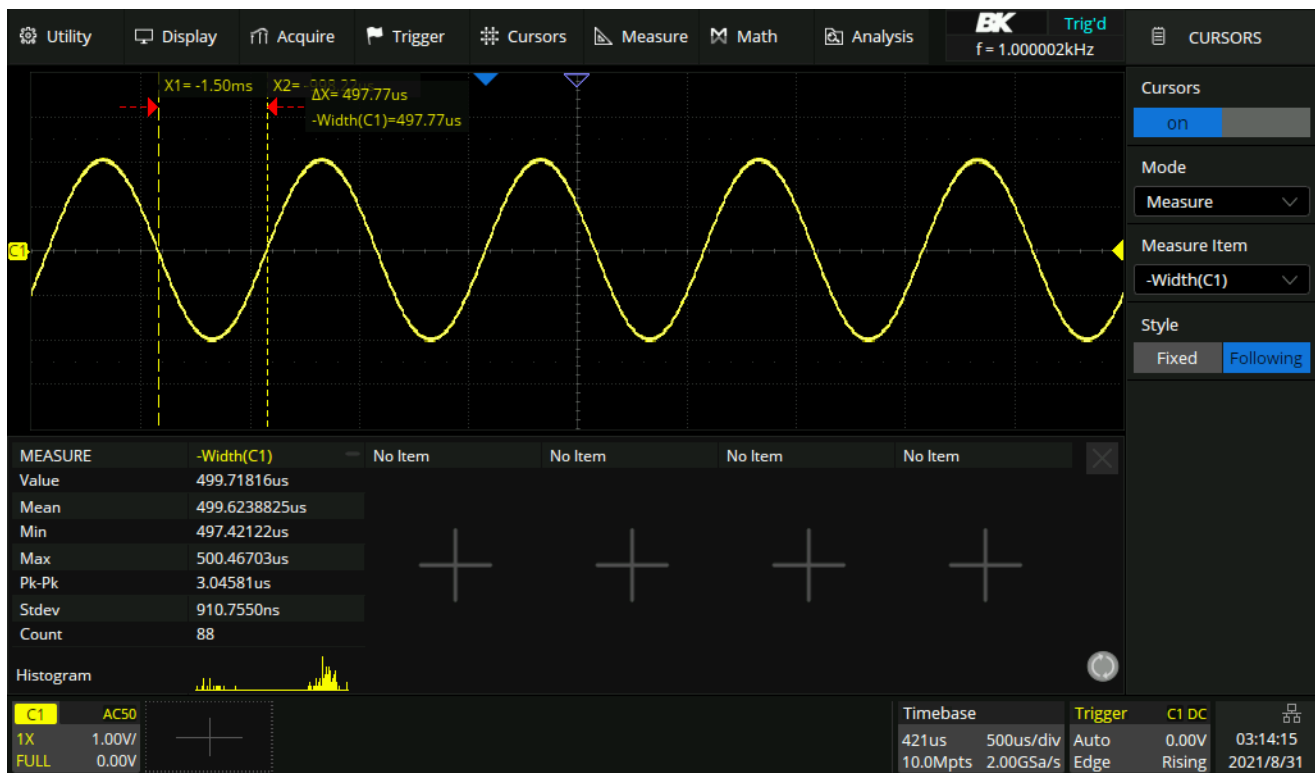 Utility Display Acquire Trigger Cursors Measure Math Analysis
BK Trig'd
f = 1.000002kHz
CURSORS
X1= -1.50ms X2= -998.23us
ΔX= 497.77us
-Width(C1)=497.77us
C1
Cursors
on
Mode
Measure
Measure Item
-Width(C1)
Style
Fixed Following
MEASURE -Width(C1) No Item No Item No Item No Item
Value 499.71816us
Mean 499.6238825us
Min 497.42122us
Max 500.46703us
Pk-Pk 3.04581us
Stdev 910.7550ns
Count 88
Histogram
C1 AC50
1X 1.00V/
FULL 0.00V
Timebase
421us 500us/div
10.0Mpts 2.00GSa/s
Trigger C1 DC
Auto 0.00V
Edge Rising
03:14:15
2021/8/31